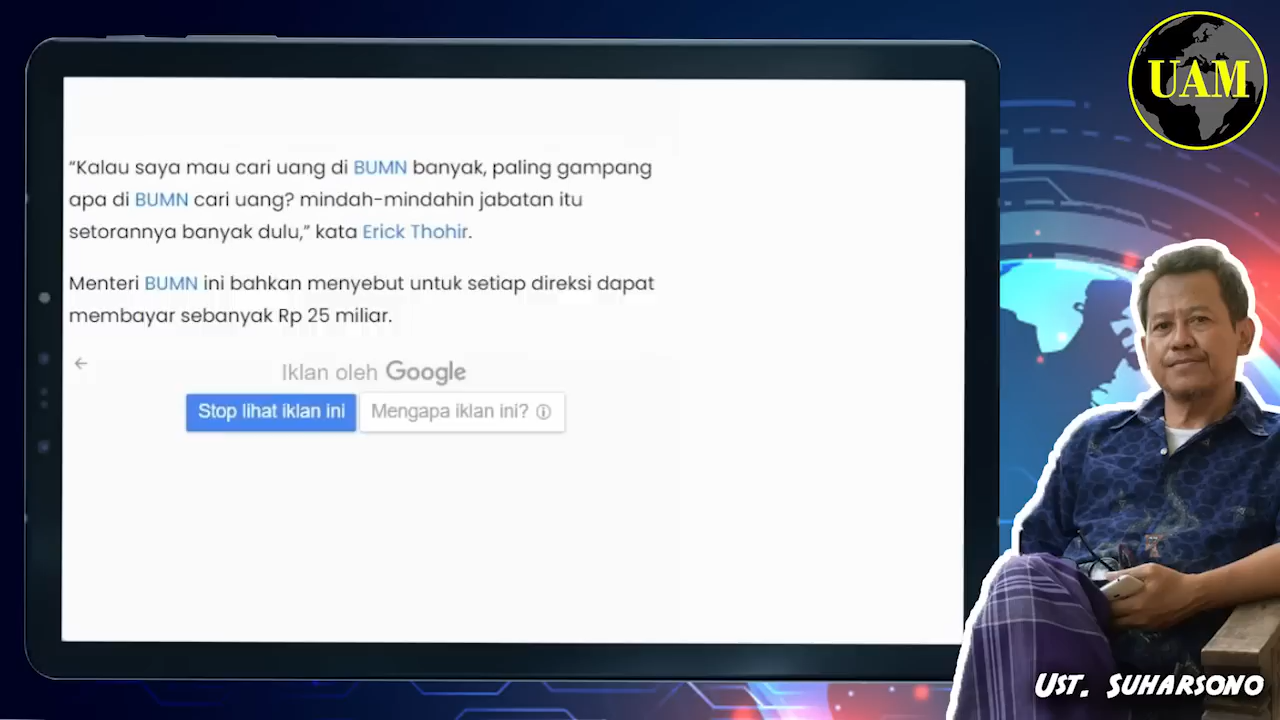 UAM
“Kalau saya mau cari uang di BUMN banyak, paling gampang
apa di BUMN cari uang? mindah-mindahin jabatan itu
setorannya banyak dulu,” kata Erick Thohir.
Menteri BUMN ini bahkan menyebut untuk setiap direksi dapat
membayar sebanyak Rp 25 miliar.
Iklan oleh Google
Stop lihat iklan ini
Mengapa iklan ini?
UST. SUHARSONO